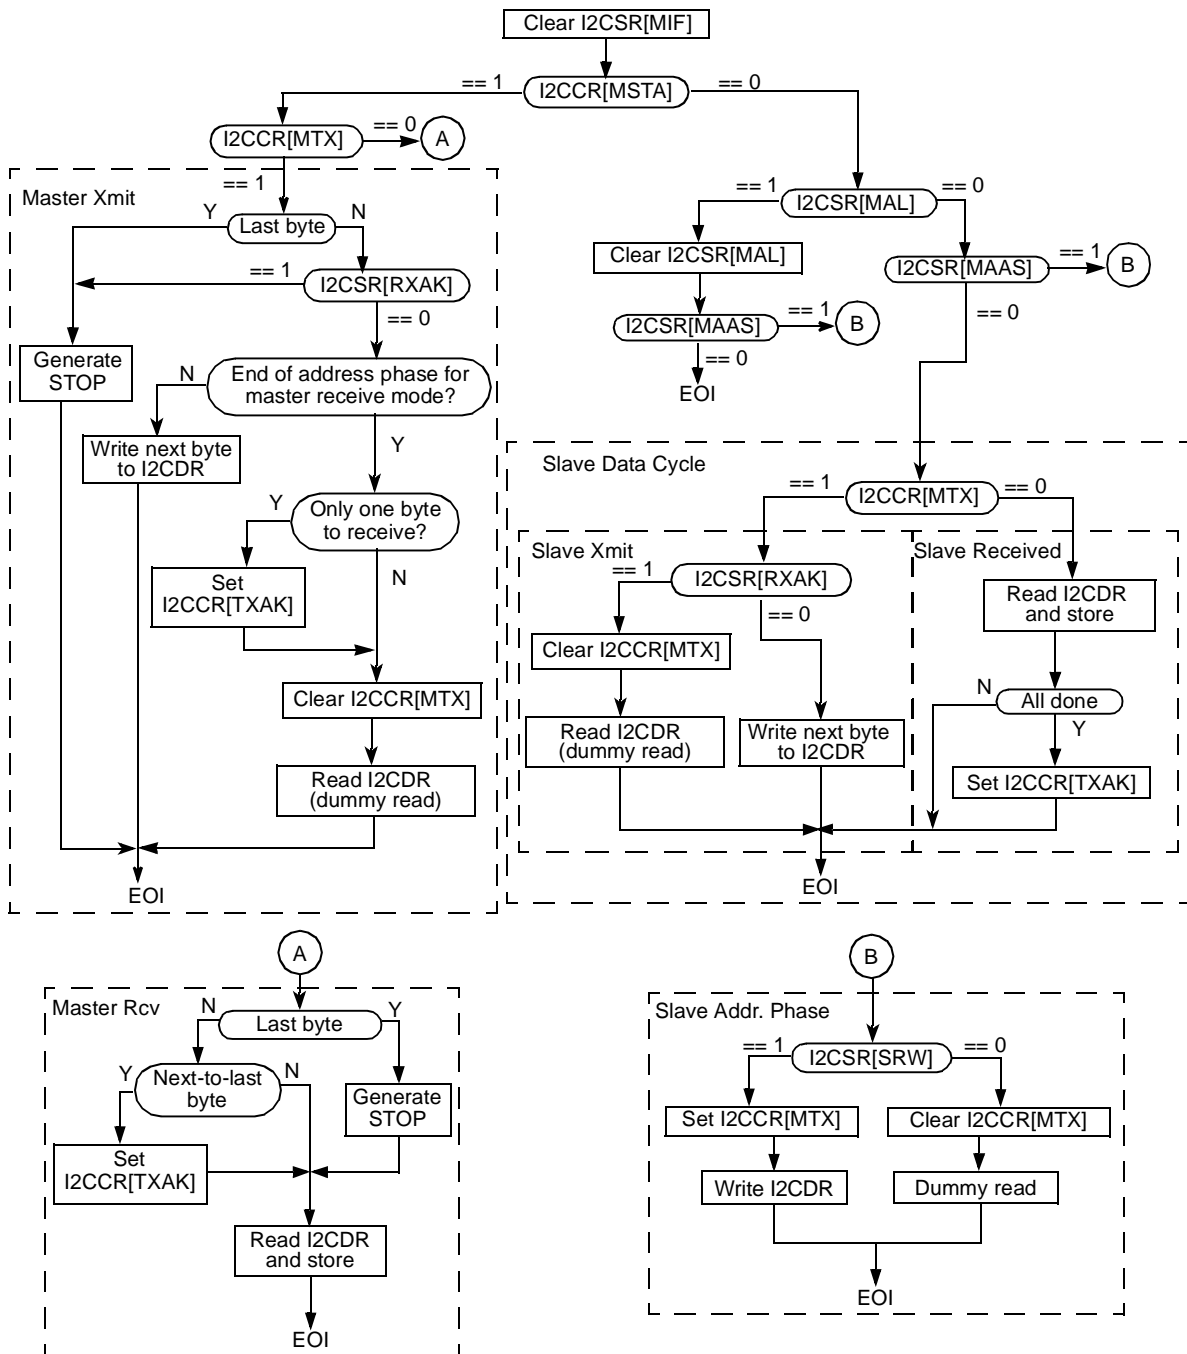 Clear I2CSR[MIF]
== 1
I2CCR[MSTA]
== 0
I2CCR[MTX]
== 0
A
== 1
Master Xmit
Y
Last byte
N
== 1
I2CSR[RXAK]
== 0
Generate
STOP
N
End of address phase for
master receive mode?
Write next byte
to I2CDR
Y
Y
Only one byte
to receive?
Set
I2CCR[TXAK]
N
Clear I2CCR[MTX]
Read I2CDR
(dummy read)
EOI
== 1
I2CSR[MAL]
== 0
Clear I2CSR[MAL]
I2CSR[MAAS]
== 1
B
I2CSR[MAAS]
== 1
B
== 0
EOI
== 0
Slave Data Cycle
== 1
I2CCR[MTX]
== 0
Slave Xmit
== 1
I2CSR[RXAK]
== 0
Clear I2CCR[MTX]
Read I2CDR
(dummy read)
Write next byte
to I2CDR
Slave Received
Read I2CDR
and store
N
All done
Y
Set I2CCR[TXAK]
EOI
A
Master Rcv
N
Last byte
Y
Y
Next-to-last
byte
N
Generate
STOP
Set
I2CCR[TXAK]
Read I2CDR
and store
EOI
B
Slave Addr. Phase
== 1
I2CSR[SRW]
== 0
Set I2CCR[MTX]
Clear I2CCR[MTX]
Write I2CDR
Dummy read
EOI